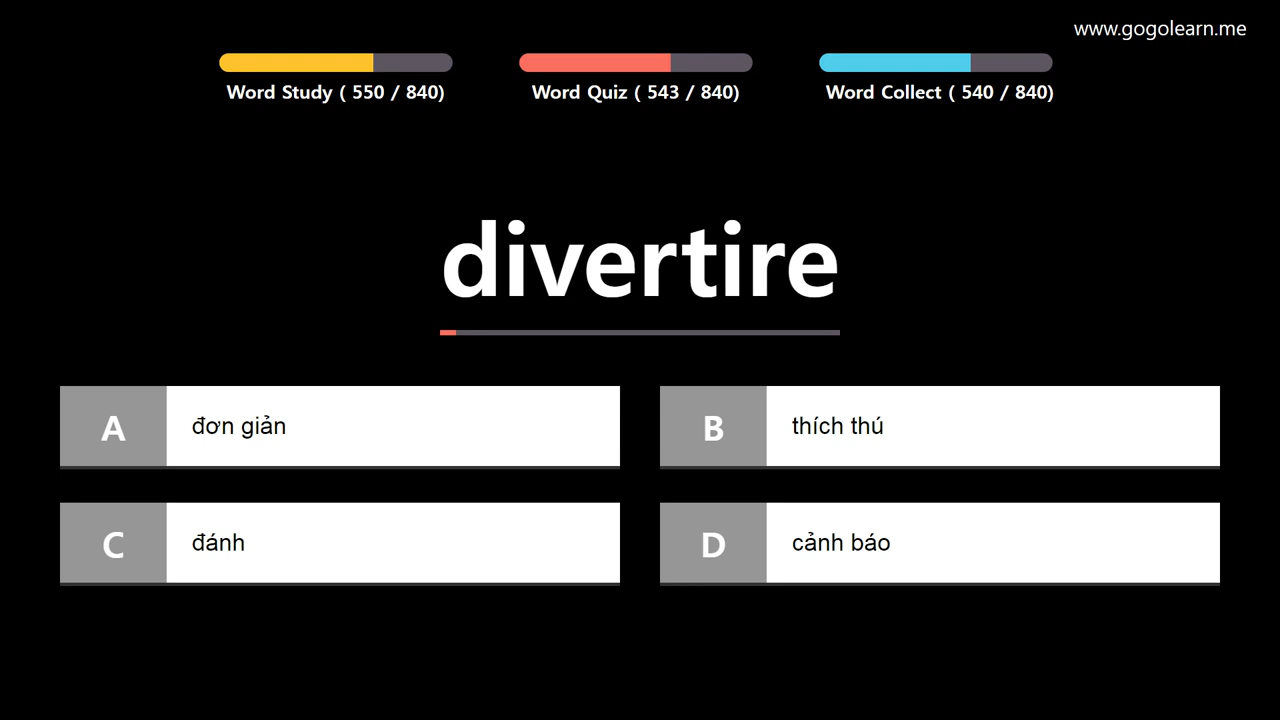 www.gogolearn.me
Word Study ( 550 / 840)
Word Quiz ( 543 / 840)
Word Collect ( 540 / 840)
divertire
A
đơn giản
B
thích thú
C
đánh
D
cảnh báo